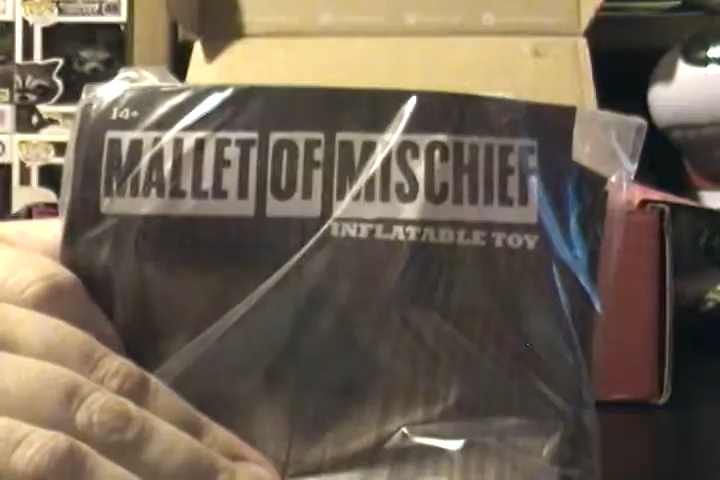 14+
MALLET OF MISCHIEF
INFLATABLE TOY